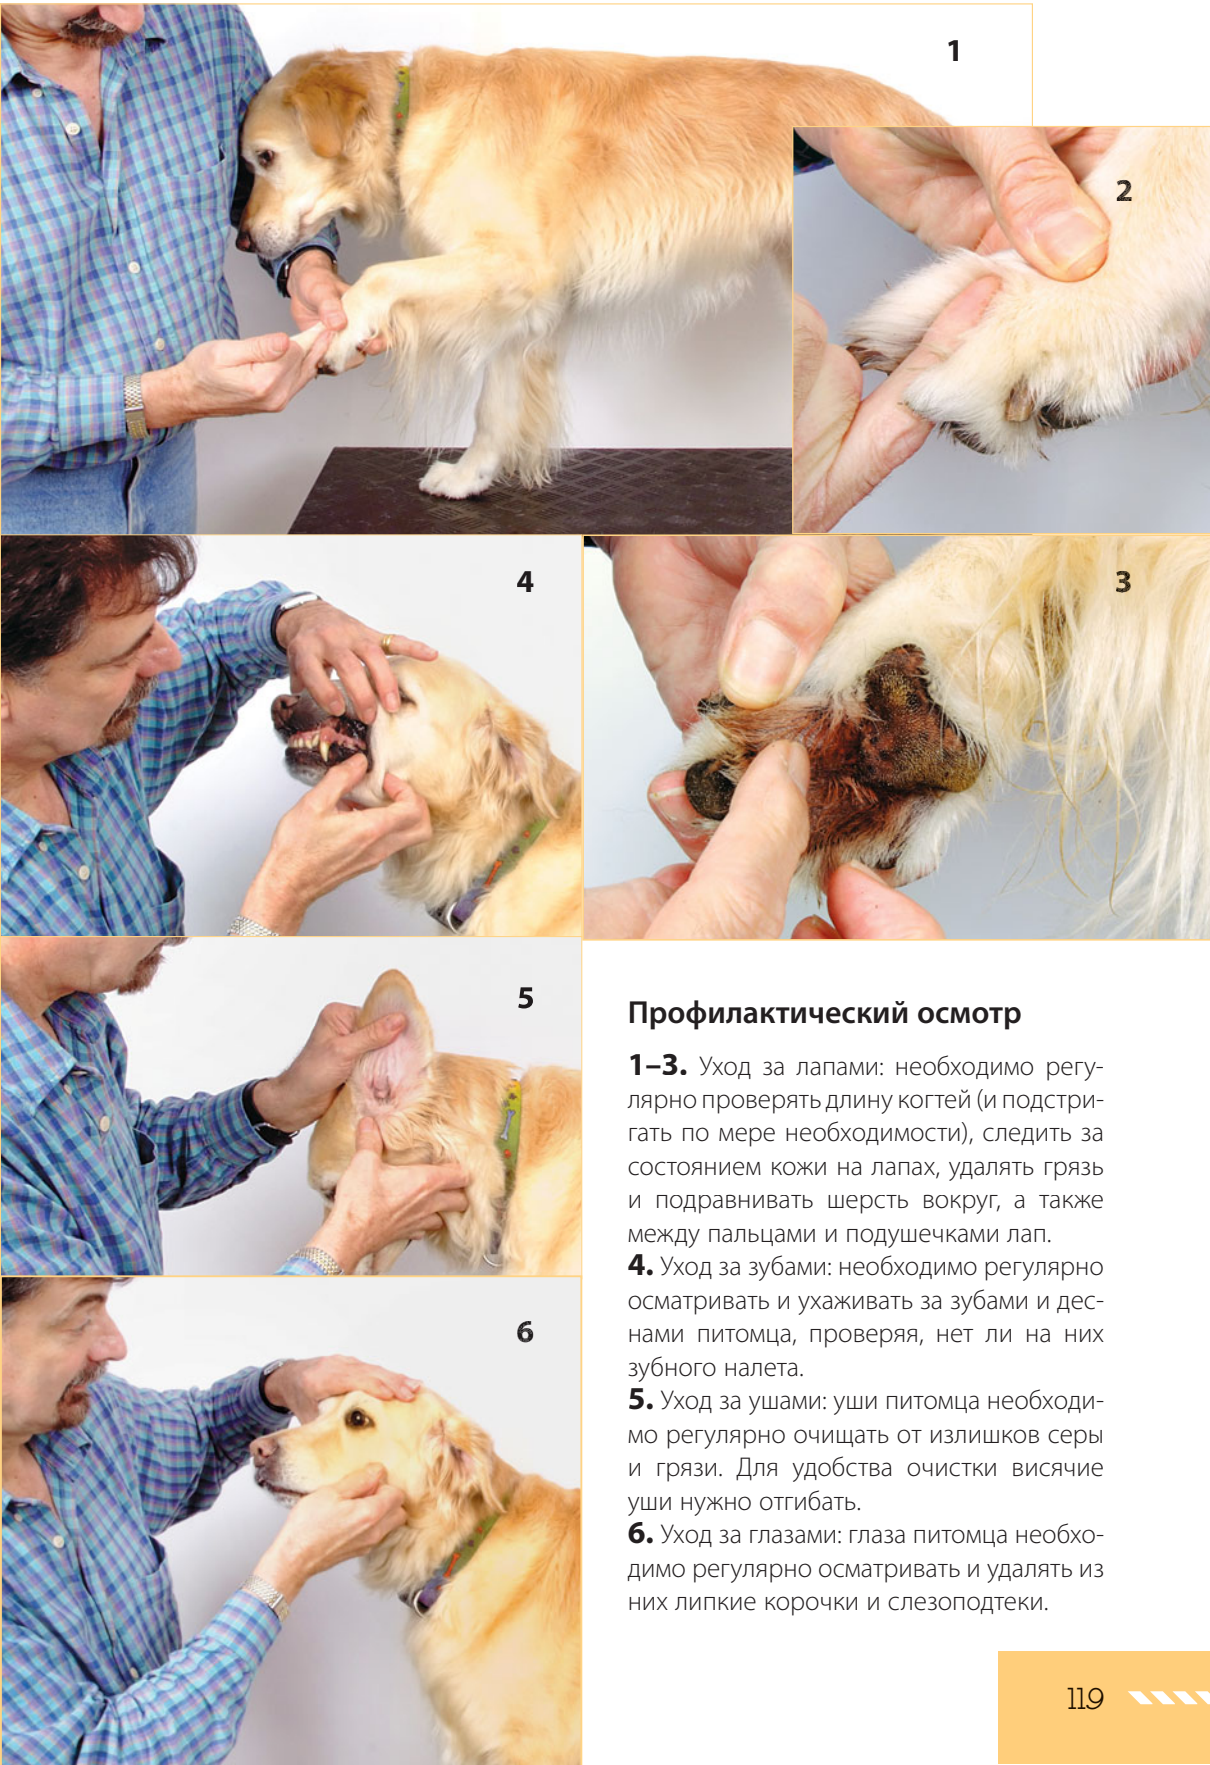 1
2
4
3
5
6
Профилактический осмотр
1–3. Уход за лапами: необходимо регу-
лярно проверять длину когтей (и подстри-
гать по мере необходимости), следить за
состоянием кожи на лапах, удалять грязь
и подравнивать шерсть вокруг, а также
между пальцами и подушечками лап.
4. Уход за зубами: необходимо регулярно
осматривать и ухаживать за зубами и дес-
нами питомца, проверяя, нет ли на них
зубного налета.
5. Уход за ушами: уши питомца необходи-
мо регулярно очищать от излишков серы
и грязи. Для удобства очистки висячие
уши нужно отгибать.
6. Уход за глазами: глаза питомца необхо-
димо регулярно осматривать и удалять из
них липкие корочки и слезоподтеки.
119